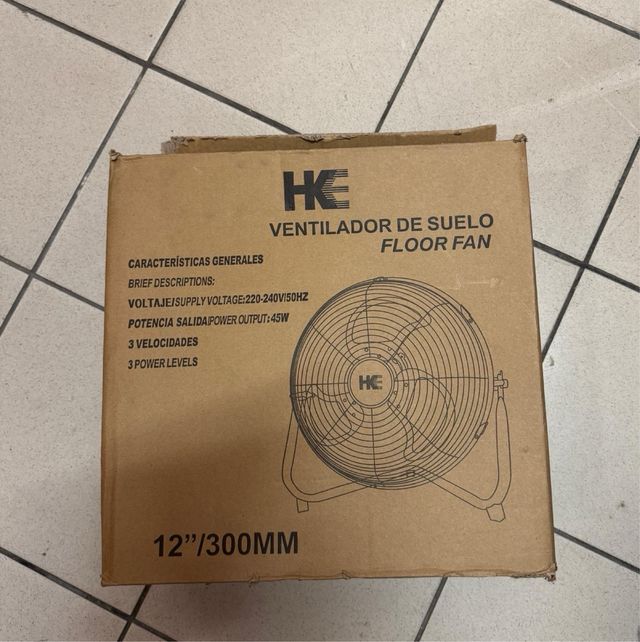 HKE
VENTILADOR DE SUELO
FLOOR FAN
CARACTERÍSTICAS GENERALES
BRIEF DESCRIPTIONS:
VOLTAJE/SUPPLY VOLTAGE:220-240V/50HZ
POTENCIA SALIDA/POWER OUTPUT:45W
3 VELOCIDADES
3 POWER LEVELS
HKE
12”/300MM